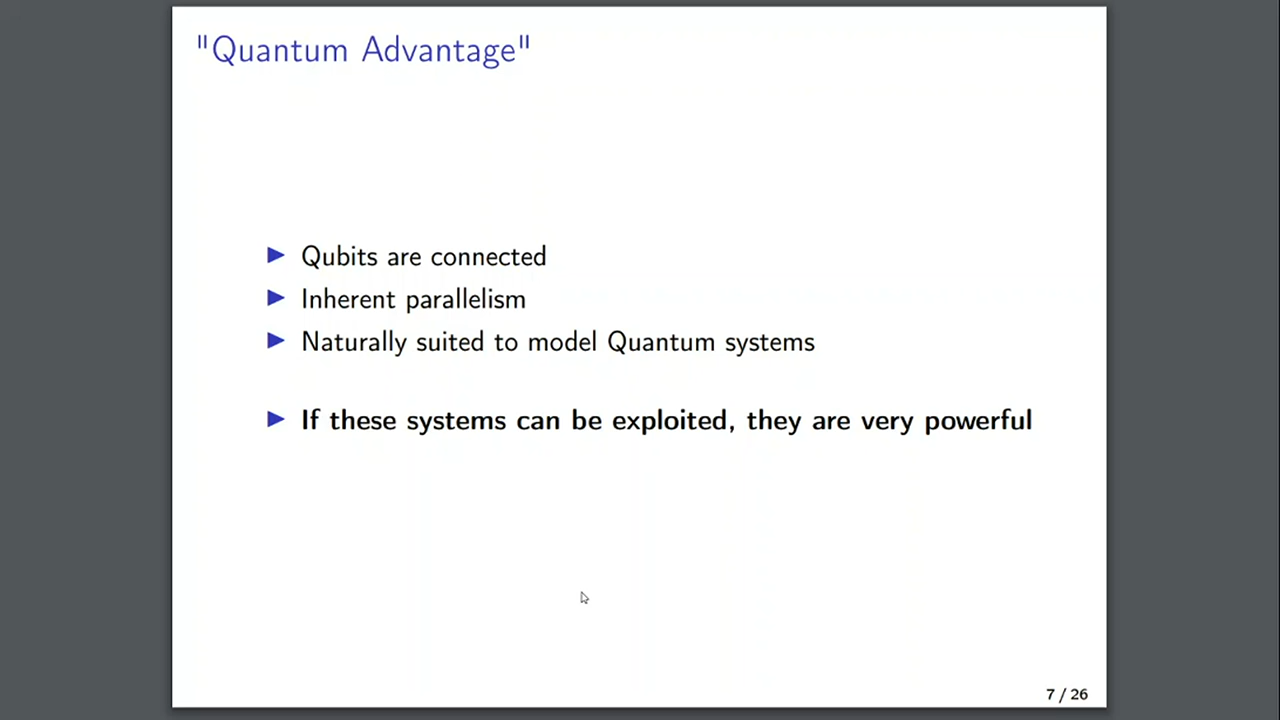 "Quantum Advantage"
Qubits are connected
Inherent parallelism
Naturally suited to model Quantum systems
If these systems can be exploited, they are very powerful
7 / 26